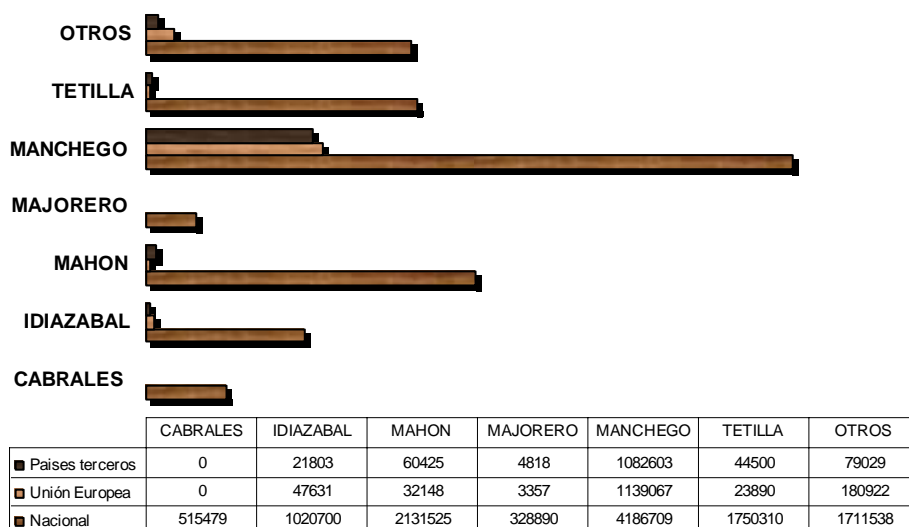 OTROS
TETILLA
MANCHEGO
MAJORERO
MAHON
IDIAZABAL
CABRALES
CABRALES IDIAZABAL MAHON MAJORERO MANCHEGO TETILLA OTROS
Paises terceros 0 21803 60425 4818 1082603 44500 79029
Unión Europea 0 47631 32148 3357 1139067 23890 180922
Nacional 515479 1020700 2131525 328890 4186709 1750310 1711538